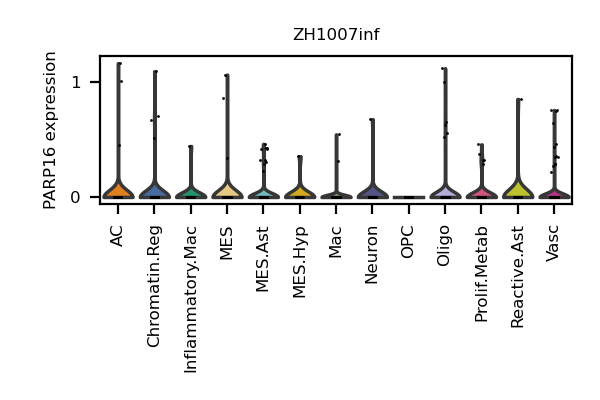 ZH1007inf
PARP16 expression
1
0
AC
Chromatin.Reg
Inflammatory.Mac
MES
MES.Ast
MES.Hyp
Mac
Neuron
OPC
Oligo
Prolif.Metab
Reactive.Ast
Vasc